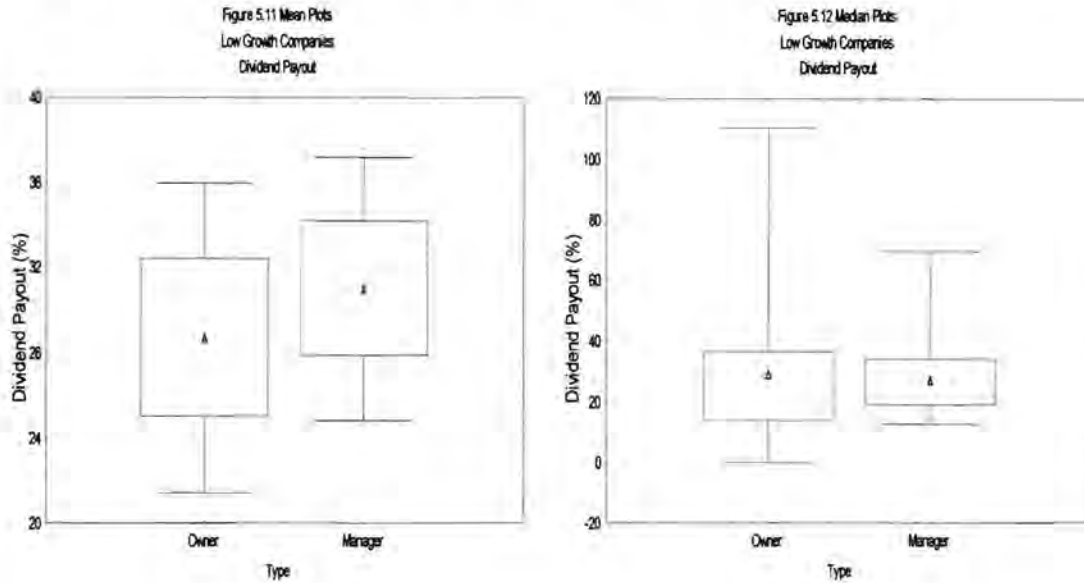 Figure 5.11 Mean Plots
Low Growth Companies
Dividend Payout
40
36
32
28
24
20
Dividend Payout (%)
Owner
Manager
Type
Figure 5.12 Median Plots
Low Growth Companies
Dividend Payout
120
100
80
60
40
20
0
-20
Dividend Payout (%)
Owner
Manager
Type